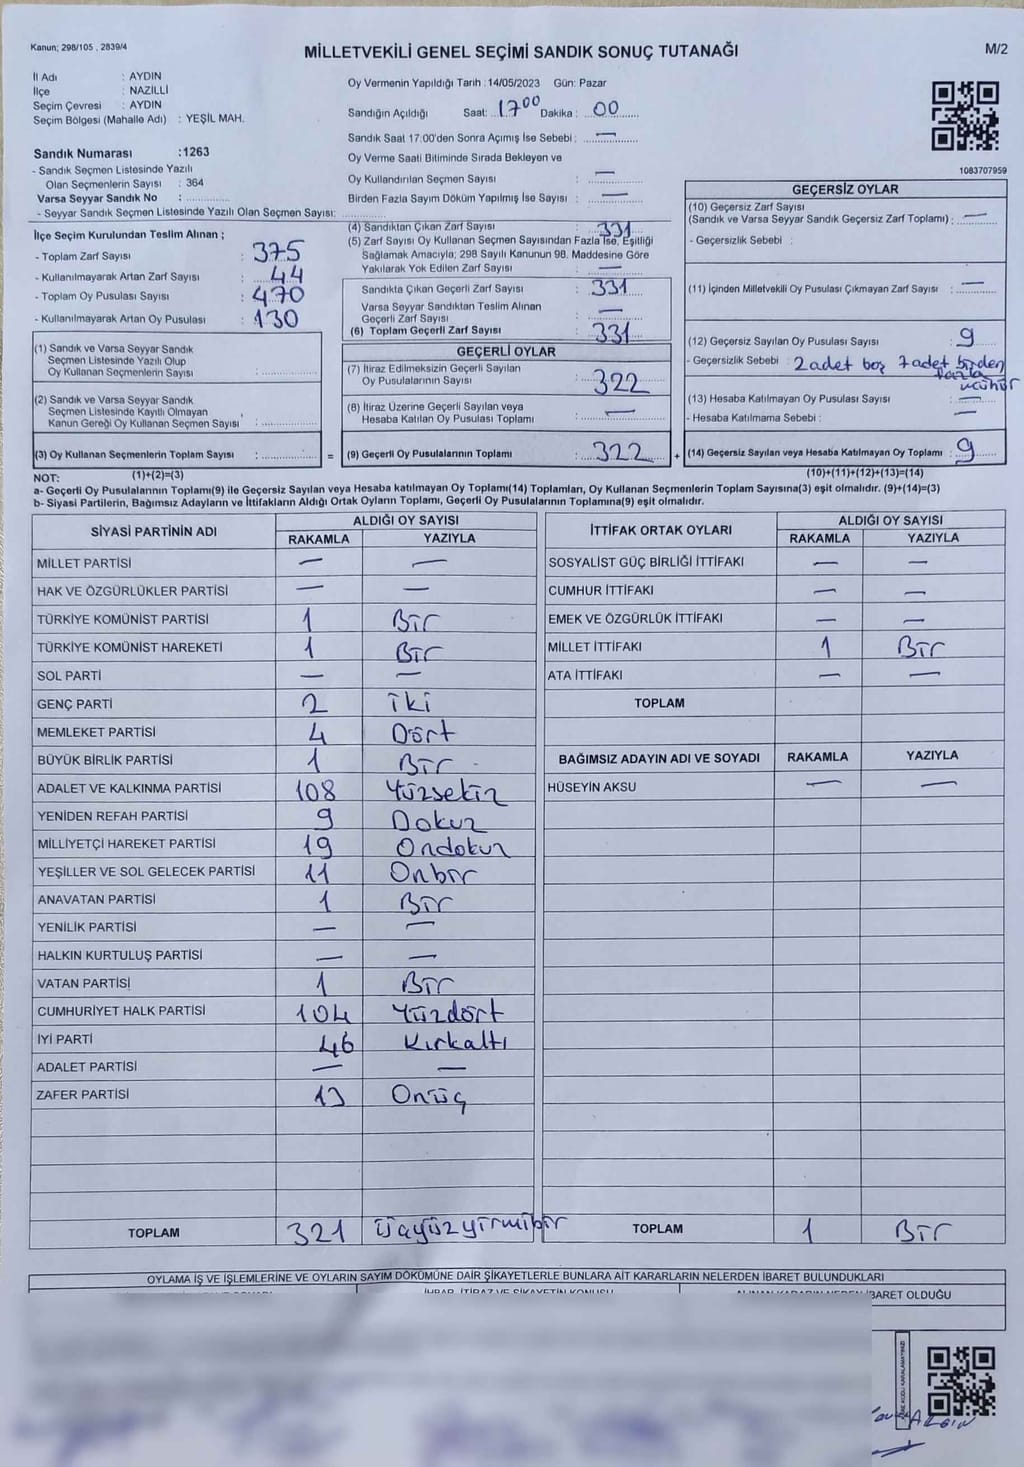 Kanun; 298/105 , 2839/4
MİLLETVEKİLİ GENEL SEÇİMİ SANDIK SONUÇ TUTANAĞI
M/2
İl Adı : AYDIN
İlçe : NAZİLLİ
Seçim Çevresi : AYDIN
Seçim Bölgesi (Mahalle Adı) : YEŞİL MAH.
Sandık Numarası :1263
- Sandık Seçmen Listesinde Yazılı
Olan Seçmenlerin Sayısı : 364
Varsa Seyyar Sandık No :
- Seyyar Sandık Seçmen Listesinde Yazılı Olan Seçmen Sayısı:
Oy Vermenin Yapıldığı Tarih :14/05/2023 Gün: Pazar
Sandığın Açıldığı Saat: 17 00 Dakika : 00
Sandık Saat 17.00'den Sonra Açımış İse Sebebi : —
Oy Verme Saati Bitiminde Sırada Bekleyen ve
Oy Kullandırılan Seçmen Sayısı : —
Birden Fazla Sayım Döküm Yapılmış İse Sayısı : —
1083707959
İlçe Seçim Kurulundan Teslim Alınan ;
- Toplam Zarf Sayısı : 375
- Kullanılmayarak Artan Zarf Sayısı : 44
- Toplam Oy Pusulası Sayısı : 470
- Kullanılmayarak Artan Oy Pusulası : 130
(4) Sandıktan Çıkan Zarf Sayısı : 331
(5) Zarf Sayısı Oy Kullanan Seçmen Sayısından Fazla İse, Eşitliği
Sağlamak Amacıyla; 298 Sayılı Kanunun 98. Maddesine Göre
Yakılarak Yok Edilen Zarf Sayısı : —
Sandıkta Çıkan Geçerli Zarf Sayısı : 331
Varsa Seyyar Sandıktan Teslim Alınan
Geçerli Zarf Sayısı : —
(6) Toplam Geçerli Zarf Sayısı : 331
GEÇERSİZ OYLAR
(10) Geçersiz Zarf Sayısı
(Sandık ve Varsa Seyyar Sandık Geçersiz Zarf Toplamı) : —
- Geçersizlik Sebebi :
(11) İçinden Milletvekili Oy Pusulası Çıkmayan Zarf Sayısı : —
(12) Geçersiz Sayılan Oy Pusulası Sayısı : 9
- Geçersizlik Sebebi : 2 adet boş 7 adet birden
fazla
mühür
(13) Hesaba Katılmayan Oy Pusulası Sayısı : —
- Hesaba Katılmama Sebebi : —
(14) Geçersiz Sayılan veya Hesaba Katılmayan Oy Toplamı : 9
(10)+(11)+(12)+(13)=(14)
(1) Sandık ve Varsa Seyyar Sandık
Seçmen Listesinde Yazılı Olup
Oy Kullanan Seçmenlerin Sayısı :
(2) Sandık ve Varsa Seyyar Sandık
Seçmen Listesinde Kayıtlı Olmayan
Kanun Gereği Oy Kullanan Seçmen Sayısı :
(3) Oy Kullanan Seçmenlerin Toplam Sayısı : =
(1)+(2)=(3)
GEÇERLİ OYLAR
(7) İtiraz Edilmeksizin Geçerli Sayılan
Oy Pusulalarının Sayısı : 322
(8) İtiraz Üzerine Geçerli Sayılan veya
Hesaba Katılan Oy Pusulası Toplamı : —
(9) Geçerli Oy Pusulalarının Toplamı : 322 +
NOT:
a- Geçerli Oy Pusulalarının Toplamı(9) ile Geçersiz Sayılan veya Hesaba katılmayan Oy Toplamı(14) Toplamları, Oy Kullanan Seçmenlerin Toplam Sayısına(3) eşit olmalıdır. (9)+(14)=(3)
b- Siyasi Partilerin, Bağımsız Adayların ve İttifakların Aldığı Ortak Oyların Toplamı, Geçerli Oy Pusulalarının Toplamına(9) eşit olmalıdır.
SİYASİ PARTİNİN ADI ALDIĞI OY SAYISI
RAKAMLA YAZIYLA
MİLLET PARTİSİ — —
HAK VE ÖZGÜRLÜKLER PARTİSİ — —
TÜRKİYE KOMÜNİST PARTİSİ 1 Bir
TÜRKİYE KOMÜNİST HAREKETİ 1 Bir
SOL PARTİ — —
GENÇ PARTİ 2 iki
MEMLEKET PARTİSİ 4 Dört
BÜYÜK BİRLİK PARTİSİ 1 Bir -
ADALET VE KALKINMA PARTİSİ 108 Yüzsekiz
YENİDEN REFAH PARTİSİ 9 Dokuz
MİLLİYETÇİ HAREKET PARTİSİ 19 Ondokuz
YEŞİLLER VE SOL GELECEK PARTİSİ 11 Onbir
ANAVATAN PARTİSİ 1 Bir
YENİLİK PARTİSİ — —
HALKIN KURTULUŞ PARTİSİ — —
VATAN PARTİSİ 1 Bir
CUMHURİYET HALK PARTİSİ 104 Yüzdört
İYİ PARTİ 46 Kırkaltı
ADALET PARTİSİ — —
ZAFER PARTİSİ 13 Onüç
TOPLAM 321 üçyüzyirmibir
İTTİFAK ORTAK OYLARI ALDIĞI OY SAYISI
RAKAMLA YAZIYLA
SOSYALİST GÜÇ BİRLİĞİ İTTİFAKI — —
CUMHUR İTTİFAKI — —
EMEK VE ÖZGÜRLÜK İTTİFAKI — —
MİLLET İTTİFAKI 1 Bir
ATA İTTİFAKI — —
TOPLAM
BAĞIMSIZ ADAYIN ADI VE SOYADI RAKAMLA YAZIYLA
HÜSEYİN AKSU — —
TOPLAM 1 Bir
OYLAMA İŞ VE İŞLEMLERİNE VE OYLARIN SAYIM DÖKÜMÜNE DAİR ŞİKAYETLERLE BUNLARA AİT KARARLARIN NELERDEN İBARET BULUNDUKLARI
İHBAR, İTİRAZ VE ŞİKAYETİN KONUSU
ALINAN KARARIN NEDEN İBARET OLDUĞU